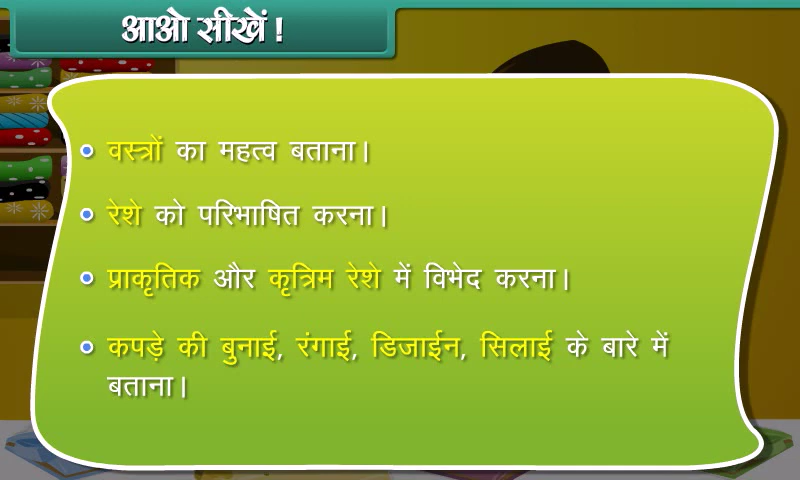 आओ सीखें!
वस्त्रों का महत्व बताना।
रेशे को परिभाषित करना।
प्राकृतिक और कृत्रिम रेशे में विभेद करना।
कपड़े की बुनाई, रंगाई, डिजाईन, सिलाई के बारे में
बताना।